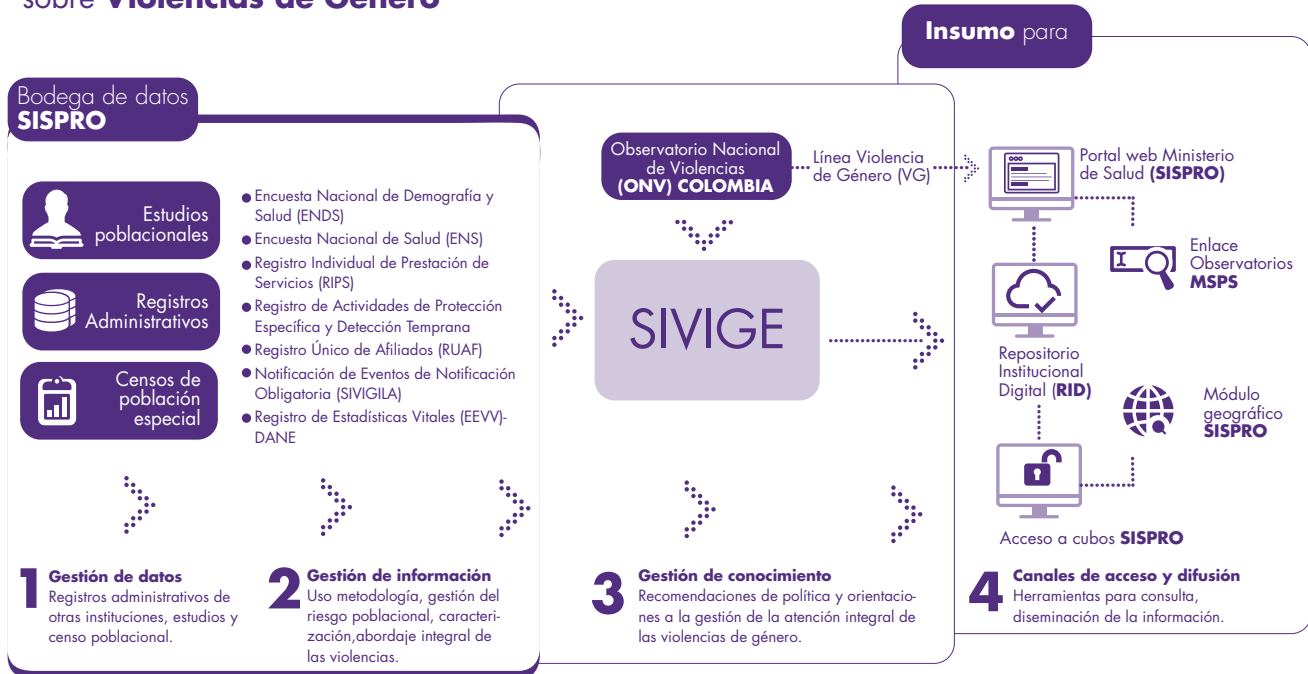 sobre Violencias de Género
Insumo para
Bodega de datos
SISPRO
Estudios
poblacionales
Registros
Administrativos
Censos de
población
especial
Encuesta Nacional de Demografía y
Salud (ENDS)
Encuesta Nacional de Salud (ENS)
Registro Individual de Prestación de
Servicios (RIPS)
Registro de Actividades de Protección
Específica y Detección Temprana
Registro Único de Afiliados (RUAF)
Notificación de Eventos de Notificación
Obligatoria (SIVIGILA)
Registro de Estadísticas Vitales (EEVV)-
DANE
Observatorio Nacional
de Violencias
(ONV) COLOMBIA
Línea Violencia
de Género (VG)
SIVIGE
Portal web Ministerio
de Salud (SISPRO)
Enlace
Observatorios
MSPS
Repositorio
Institucional
Digital (RID)
Módulo
geográfico
SISPRO
Acceso a cubos SISPRO
1 Gestión de datos
Registros administrativos de
otras instituciones, estudios y
censo poblacional.
2 Gestión de información
Uso metodología, gestión del
riesgo poblacional, caracteri-
zación,abordaje integral de
las violencias.
3 Gestión de conocimiento
Recomendaciones de política y orientacio-
nes a la gestión de la atención integral de
las violencias de género.
4 Canales de acceso y difusión
Herramientas para consulta,
diseminación de la información.